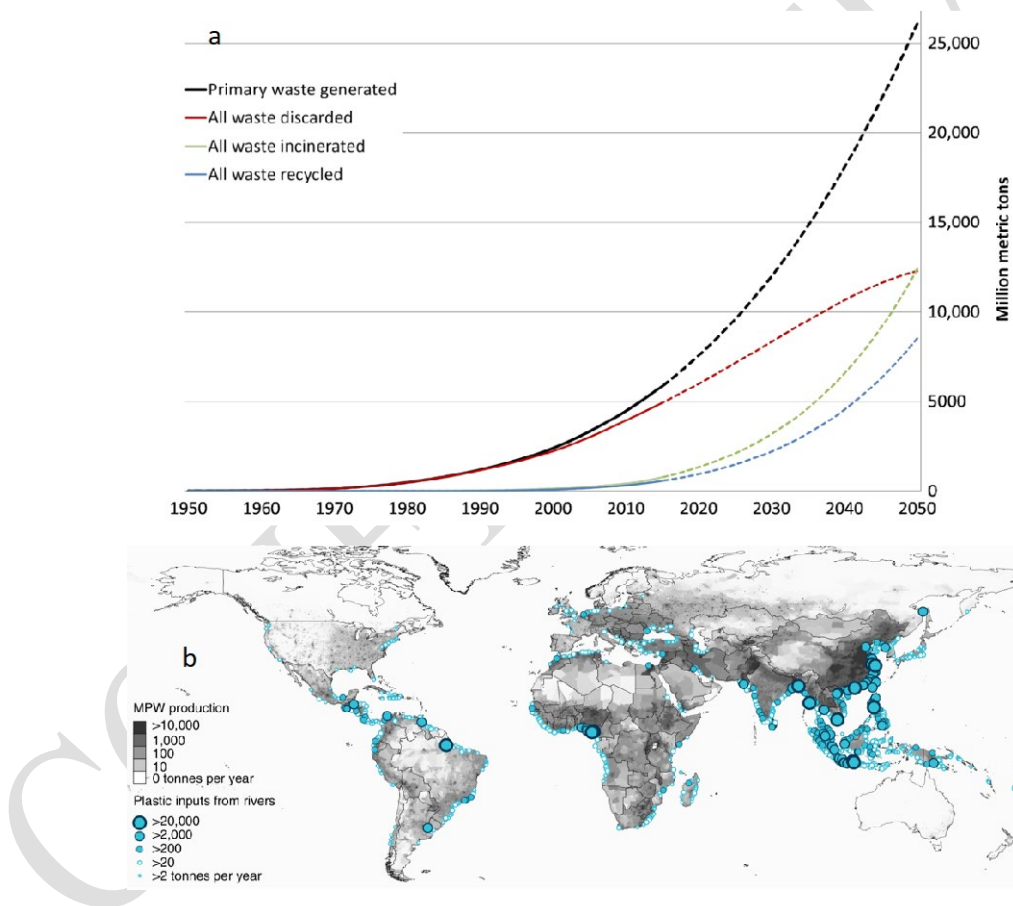 a
25,000
Primary waste generated
All waste discarded
20,000
All waste incinerated
All waste recycled
15,000
Million metric tons
10,000
5000
0
1950 1960 1970 1980 1990 2000 2010 2020 2030 2040 2050
b
MPW production
>10,000
1,000
100
10
0 tonnes per year
Plastic inputs from rivers
>20,000
>2,000
>200
>20
>2 tonnes per year